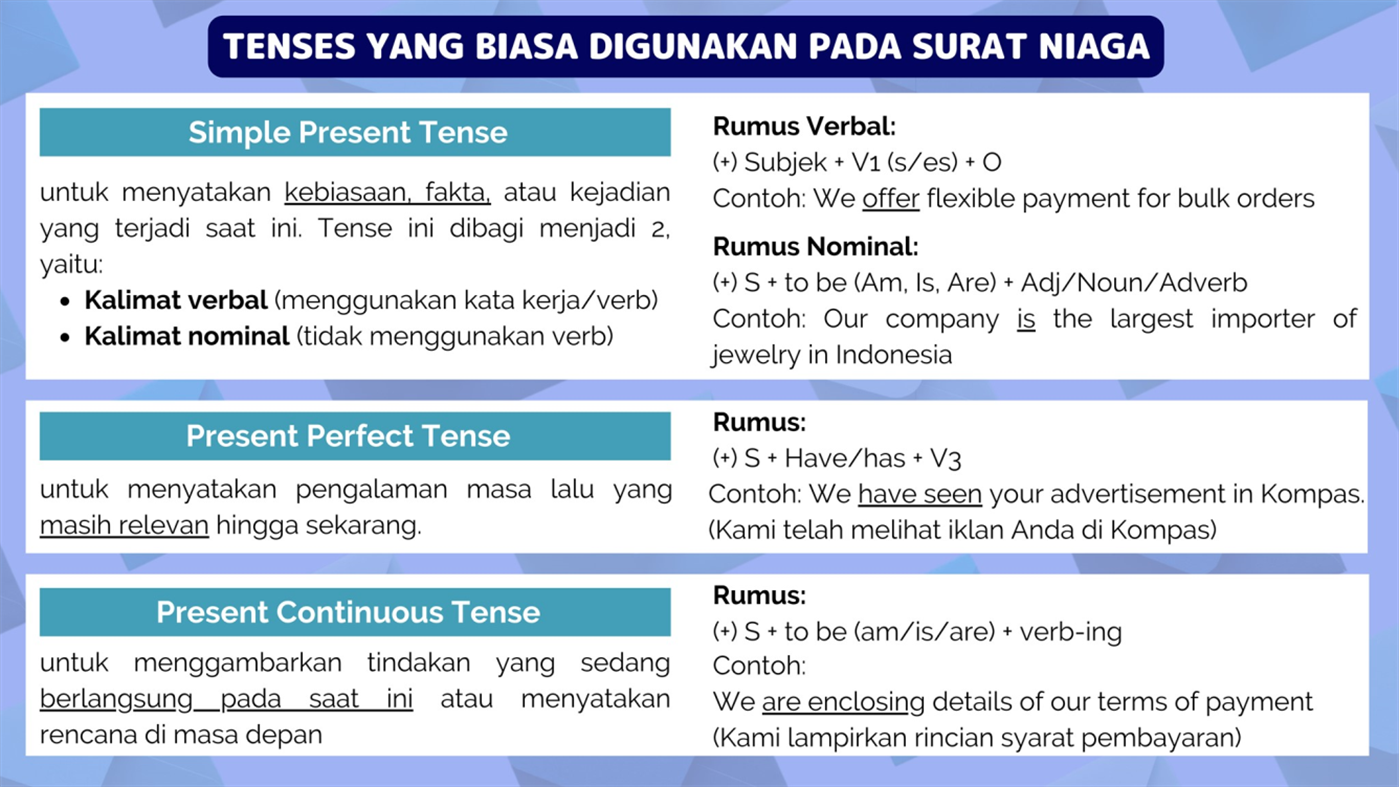 TENSES YANG BIASA DIGUNAKAN PADA SURAT NIAGA
Simple Present Tense
untuk menyatakan kebiasaan, fakta, atau kejadian
yang terjadi saat ini. Tense ini dibagi menjadi 2,
yaitu:
• Kalimat verbal (menggunakan kata kerja/verb)
• Kalimat nominal (tidak menggunakan verb)
Rumus Verbal:
(+) Subjek + V1 (s/es) + O
Contoh: We offer flexible payment for bulk orders
Rumus Nominal:
(+) S + to be (Am, Is, Are) + Adj/Noun/Adverb
Contoh: Our company is the largest importer of
jewelry in Indonesia
Present Perfect Tense
untuk menyatakan pengalaman masa lalu yang
masih relevan hingga sekarang.
Rumus:
(+) S + Have/has + V3
Contoh: We have seen your advertisement in Kompas.
(Kami telah melihat iklan Anda di Kompas)
Present Continuous Tense
untuk menggambarkan tindakan yang sedang
berlangsung pada saat ini atau menyatakan
rencana di masa depan
Rumus:
(+) S + to be (am/is/are) + verb-ing
Contoh:
We are enclosing details of our terms of payment
(Kami lampirkan rincian syarat pembayaran)